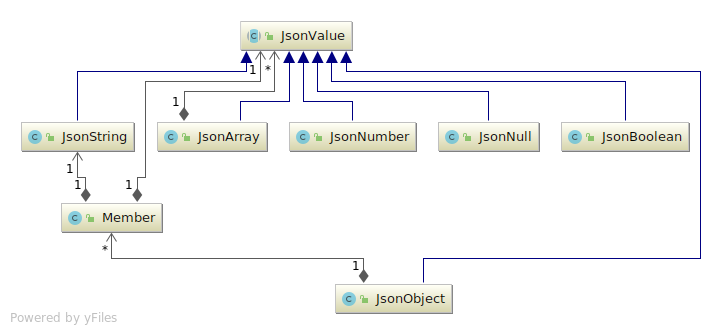 C JsonValue
1 *
1
C JsonString
C JsonArray
C JsonNumber
C JsonNull
C JsonBoolean
1
1 1
C Member
*
1
C JsonObject
Powered by yFiles